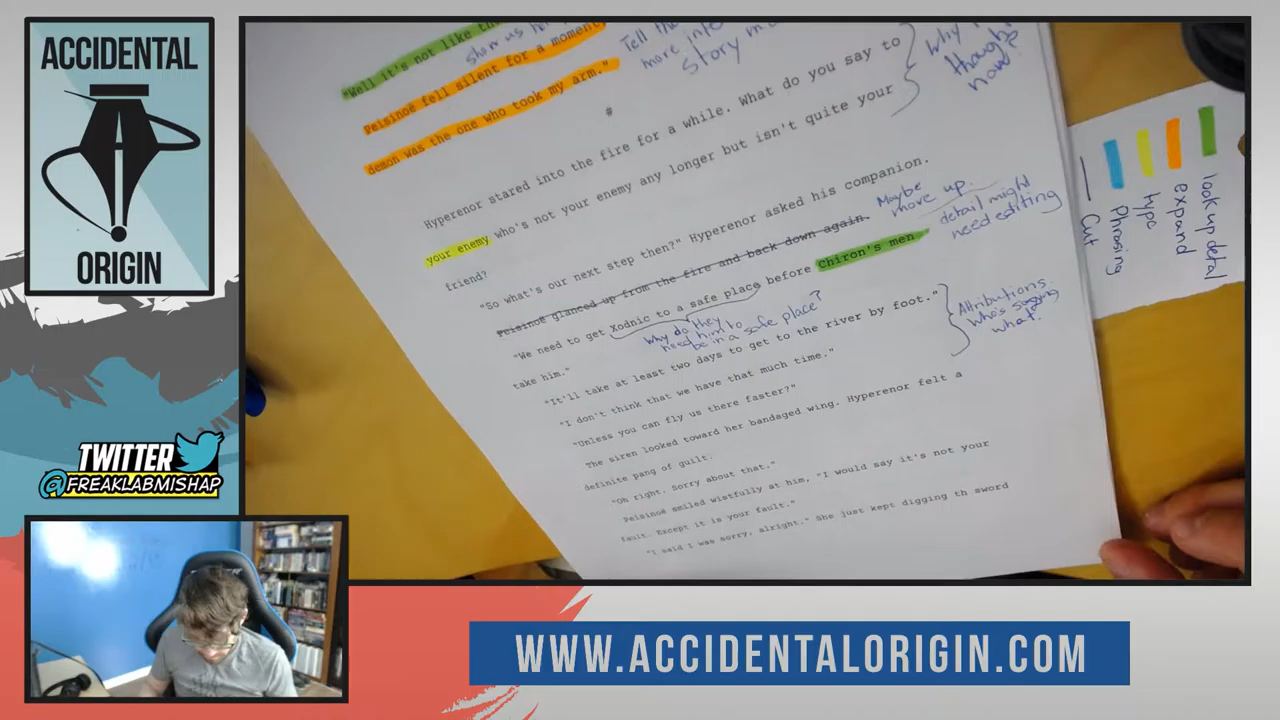 ACCIDENTAL
ORIGIN
TWITTER
@FREAKLABMISHAP
"Well it's not like the
show us
Peisinoë fell silent for a moment
demon was the one who took my arm."
Tell the
more
story
why
though
now?
#
Hyperenor stared into the fire for a while. What do you say to
your enemy who's not your enemy any longer but isn't quite your
friend?
"So what's our next step then?" Hyperenor asked his companion.
Peisinoë glanced up from the fire and back down again.
Maybe
move up.
"We need to get Xodnic to a safe place before Chiron's men
detail might
need editing
take him."
why do they
need him to
be in a safe place?
"It'll take at least two days to get to the river by foot."
"I don't think that we have that much time."
"Unless you can fly us there faster?"
Attributions.
who's saying
what?
The siren looked toward her bandaged wing. Hyperenor felt a
definite pang of guilt.
"Oh right. Sorry about that."
Peisinoë smiled wistfully at him, "I would say it's not your
fault. Except it is your fault."
"I said I was sorry, alright." She just kept digging th sword
look up detail
expand
type
Phrasing
Cut
WWW.ACCIDENTALORIGIN.COM